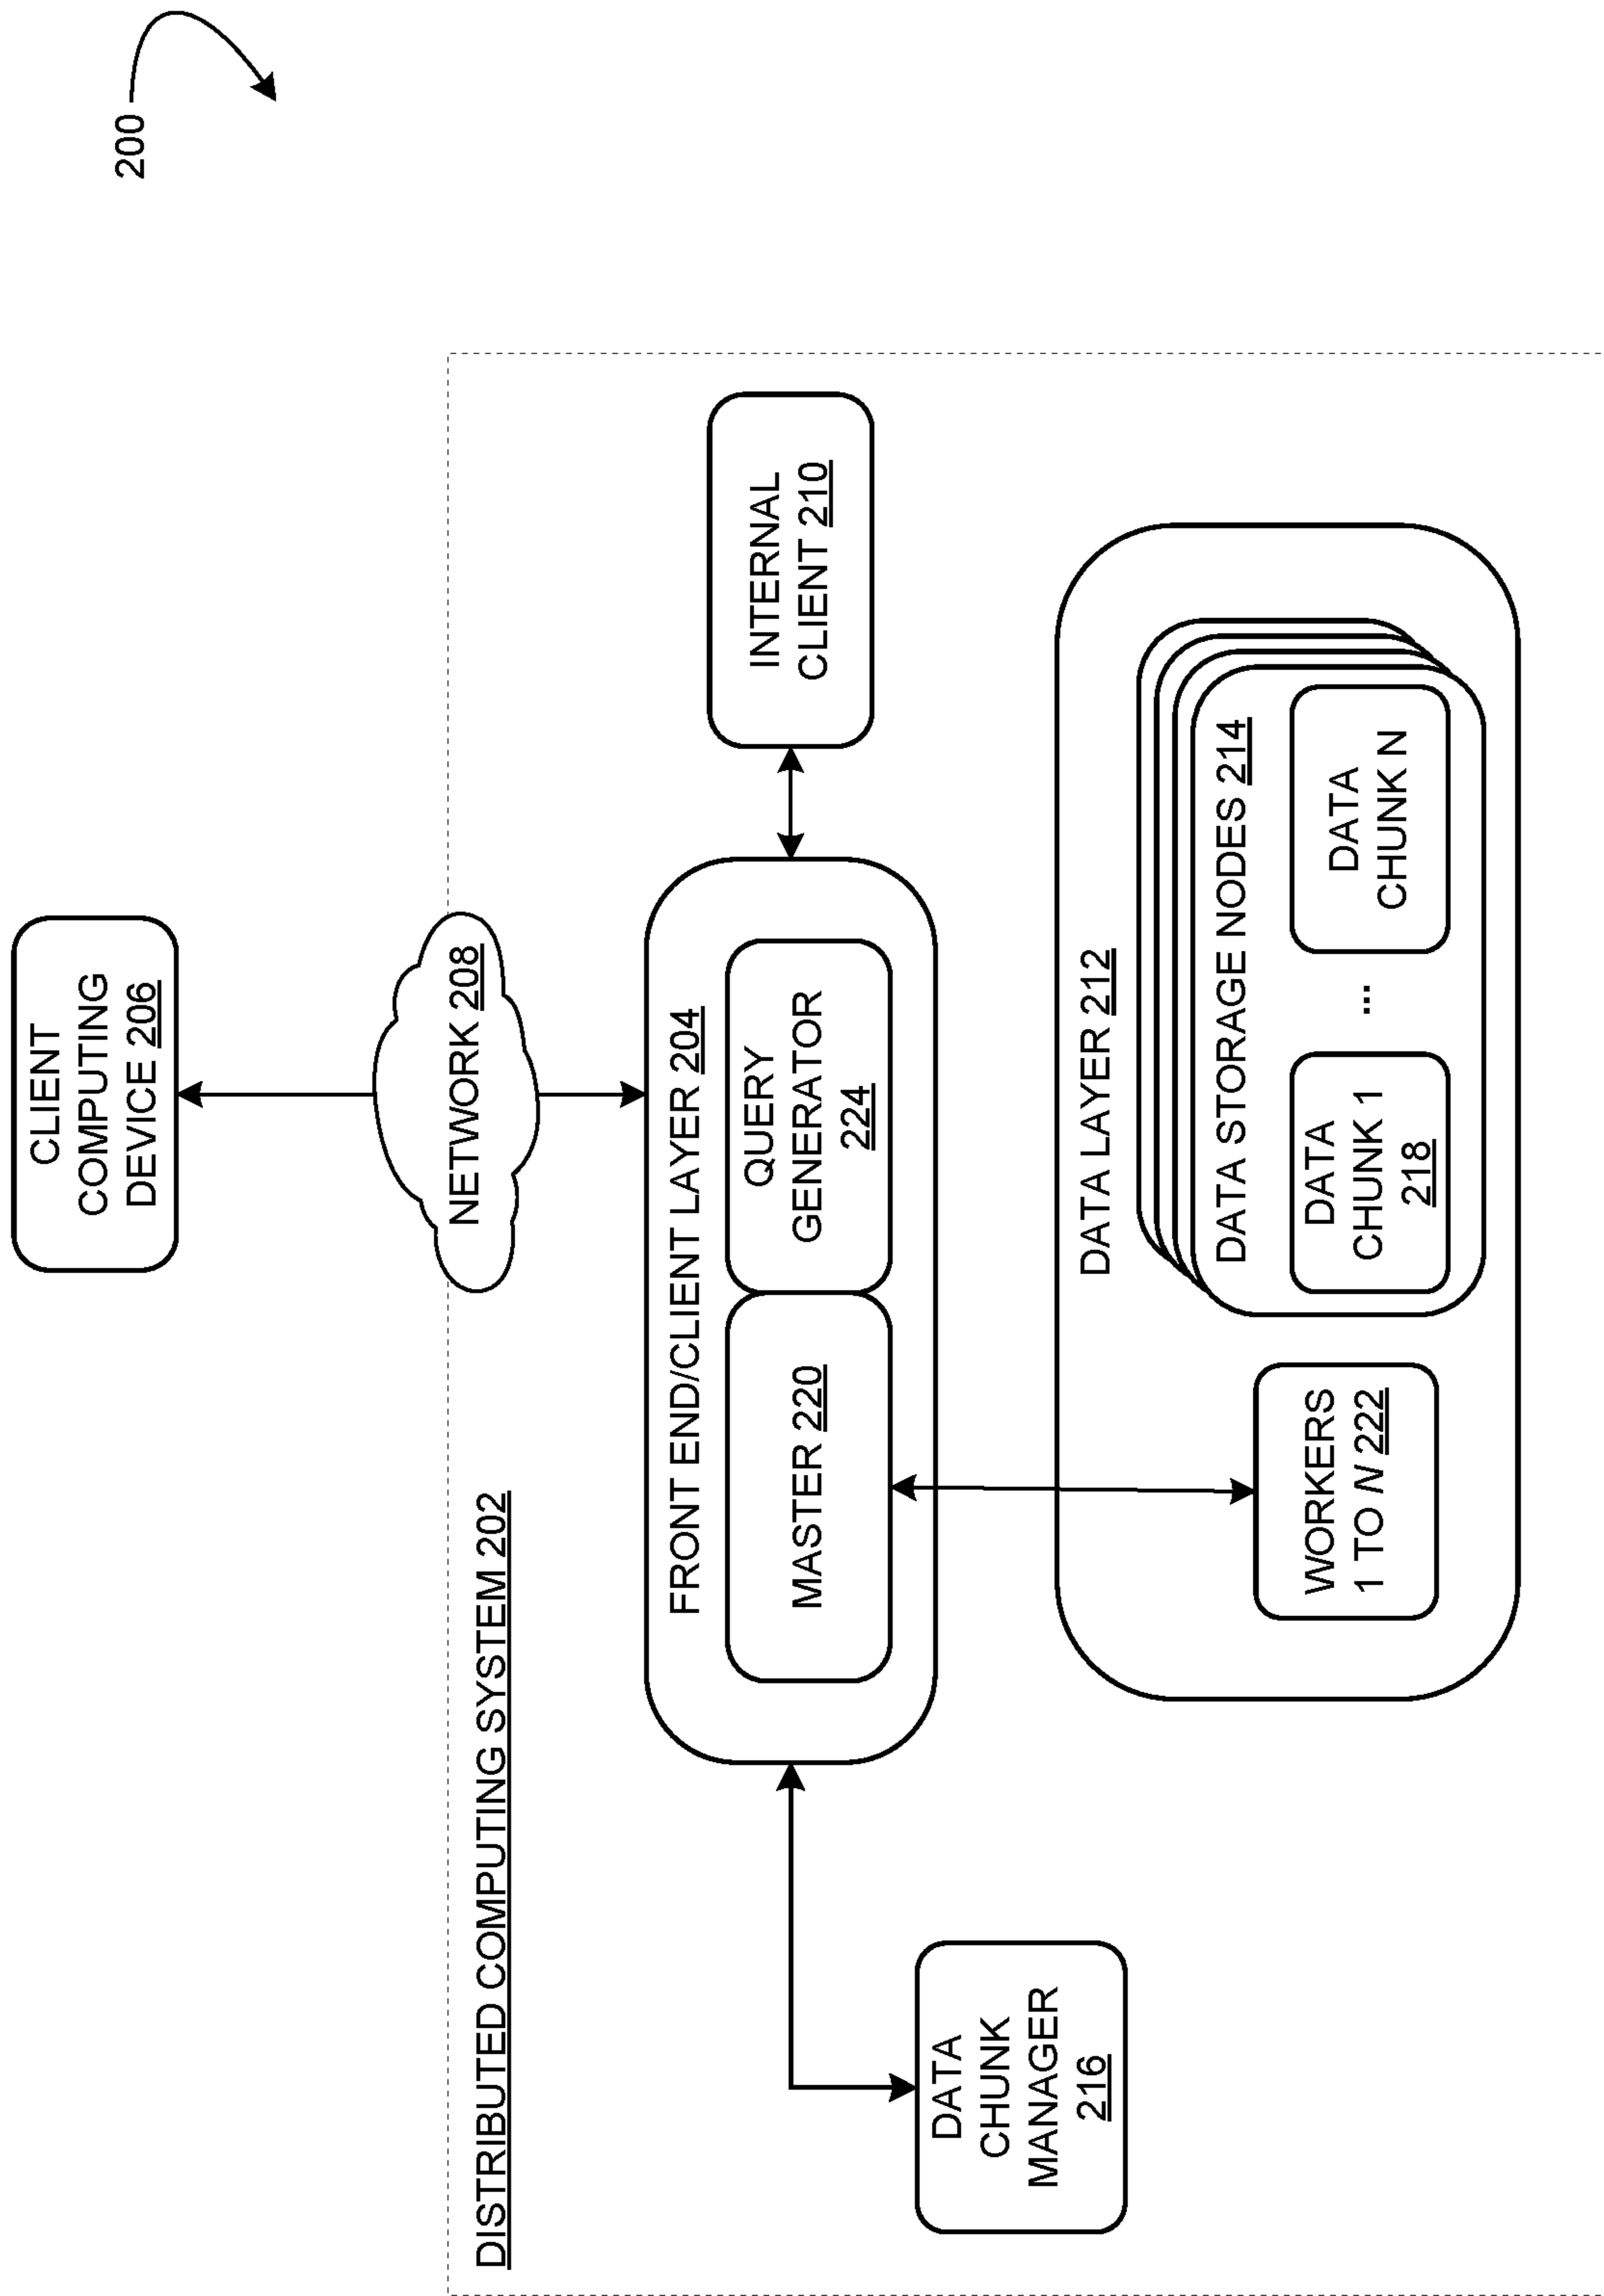 200
CLIENT
COMPUTING
DEVICE 206
NETWORK 208
DISTRIBUTED COMPUTING SYSTEM 202
FRONT END/CLIENT LAYER 204
MASTER 220
QUERY
GENERATOR
224
INTERNAL
CLIENT 210
DATA
CHUNK
MANAGER
216
DATA LAYER 212
WORKERS
1 TO N 222
DATA STORAGE NODES 214
DATA
CHUNK 1
218
...
DATA
CHUNK N